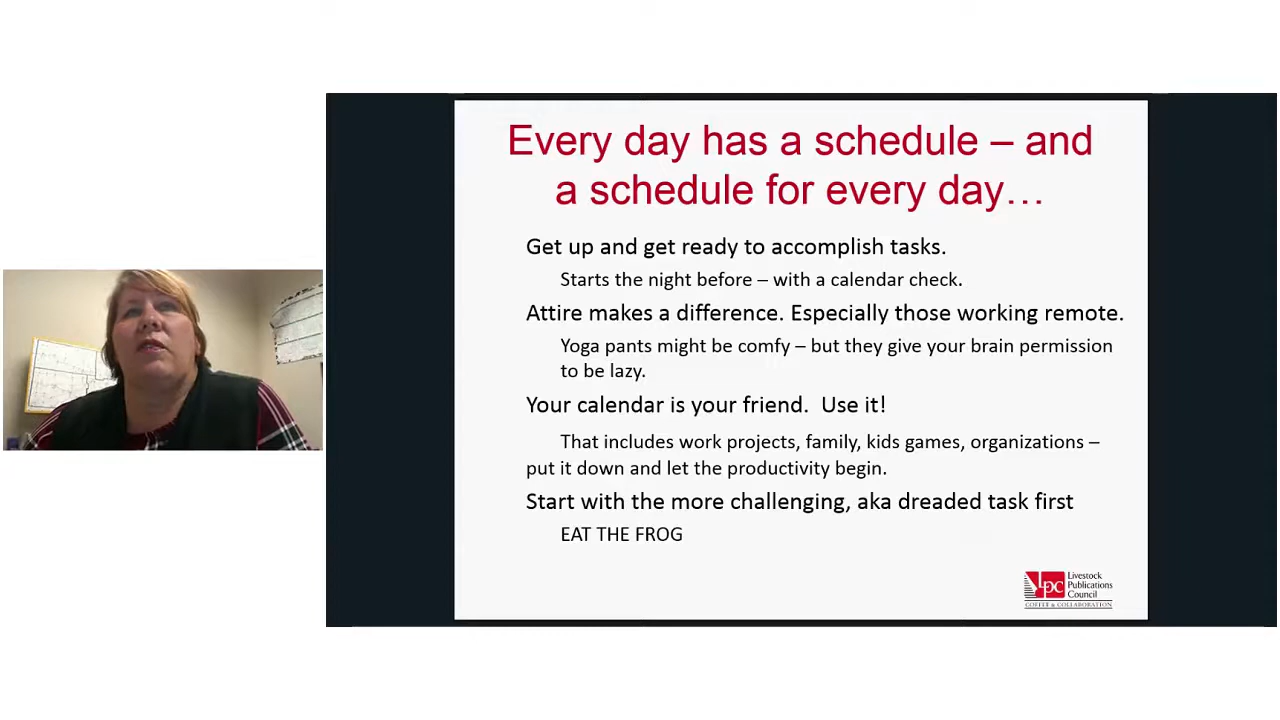 Every day has a schedule – and
a schedule for every day…
Get up and get ready to accomplish tasks.
Starts the night before – with a calendar check.
Attire makes a difference. Especially those working remote.
Yoga pants might be comfy – but they give your brain permission
to be lazy.
Your calendar is your friend.  Use it!
That includes work projects, family, kids games, organizations –
put it down and let the productivity begin.
Start with the more challenging, aka dreaded task first
EAT THE FROG
LPC
Livestock
Publications
Council
COFFEE & COLLABORATION